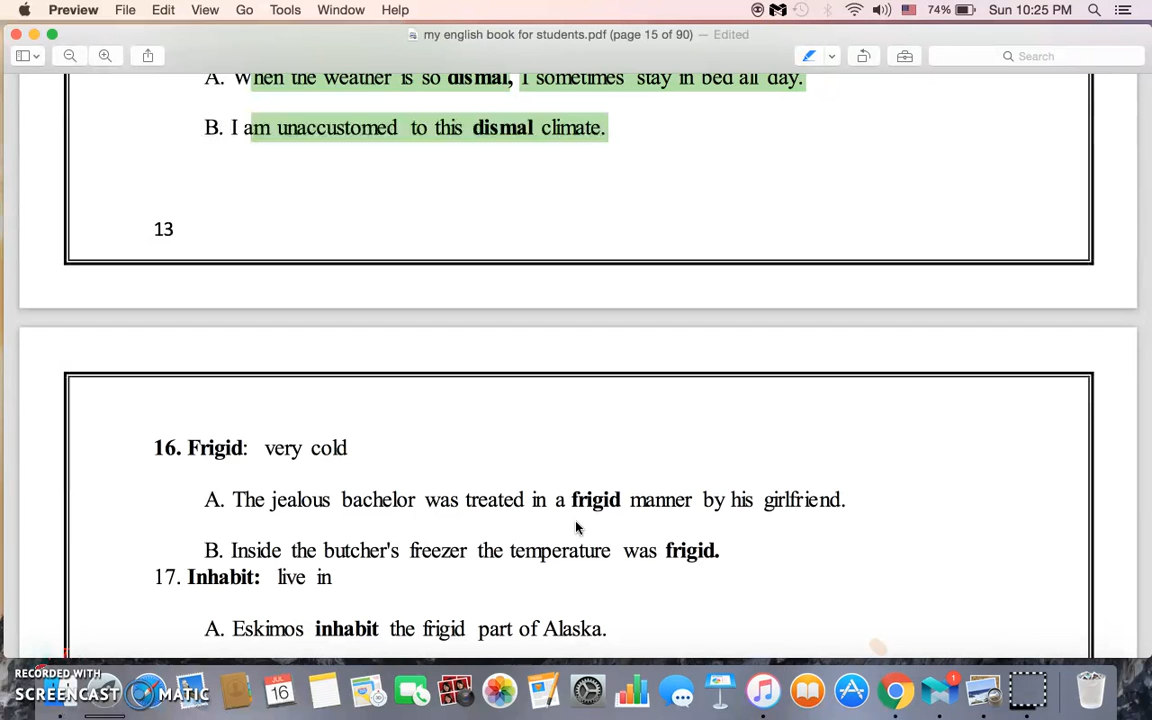 Preview File Edit View Go Tools Window Help 74% Sun 10:25 PM
my english book for students.pdf (page 15 of 90) — Edited
Search
A. When the weather is so dismal, I sometimes stay in bed all day.
B. I am unaccustomed to this dismal climate.
13
16. Frigid: very cold
A. The jealous bachelor was treated in a frigid manner by his girlfriend.
B. Inside the butcher's freezer the temperature was frigid.
17. Inhabit: live in
A. Eskimos inhabit the frigid part of Alaska.
RECORDED WITH
SCREENCAST MATIC
JUL
16
1